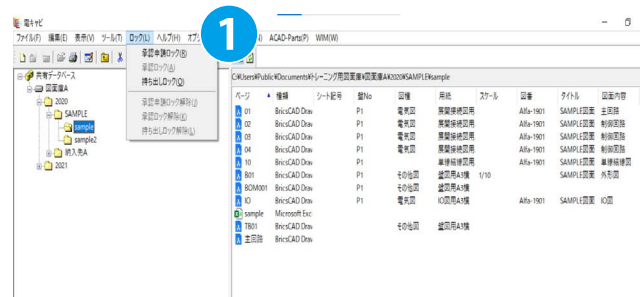 電キャビ
ファイル(F) 編集(E) 表示(V) ツール(T) ロック(L) ヘルプ(H) オプ ACAD-Parts(P) WIM(W)
1
承認申請ロック(R)
承認ロック(A)
持ち出しロック(O)
承認申請ロック解除(J)
承認ロック解除(K)
持ち出しロック解除(L)
共有データベース
図面庫A
2020
SAMPLE
sample
sample2
納入先A
2021
C:¥Users¥Public¥Documents¥トレーニング用図面庫¥図面庫A¥2020¥SAMPLE¥sample
ページ 種類 シート記号 盤No 図種 用紙 スケール 図番 タイトル 図面内容
01 BricsCAD Drav P1 電気図 展開接続図用 Alfa-1901 SAMPLE図面 主回路
02 BricsCAD Drav P1 電気図 展開接続図用 Alfa-1901 SAMPLE図面 制御回路
03 BricsCAD Drav P1 電気図 展開接続図用 Alfa-1901 SAMPLE図面 制御回路
04 BricsCAD Drav P1 電気図 展開接続図用 Alfa-1901 SAMPLE図面 制御回路
10 BricsCAD Drav P1 単線結線図用 Alfa-1901 SAMPLE図面 単線結線図
B01 BricsCAD Drav P1 その他図 盤図用A3横 1/10 SAMPLE図面 外形図
BOM001 BricsCAD Drav P1 その他図 盤図用A3横
IO BricsCAD Drav P1 電気図 IO図用A3横 Alfa-1901 SAMPLE図面 IO図
sample Microsoft Exc
TB01 BricsCAD Drav その他図 盤図用A3横
主回路 BricsCAD Drav